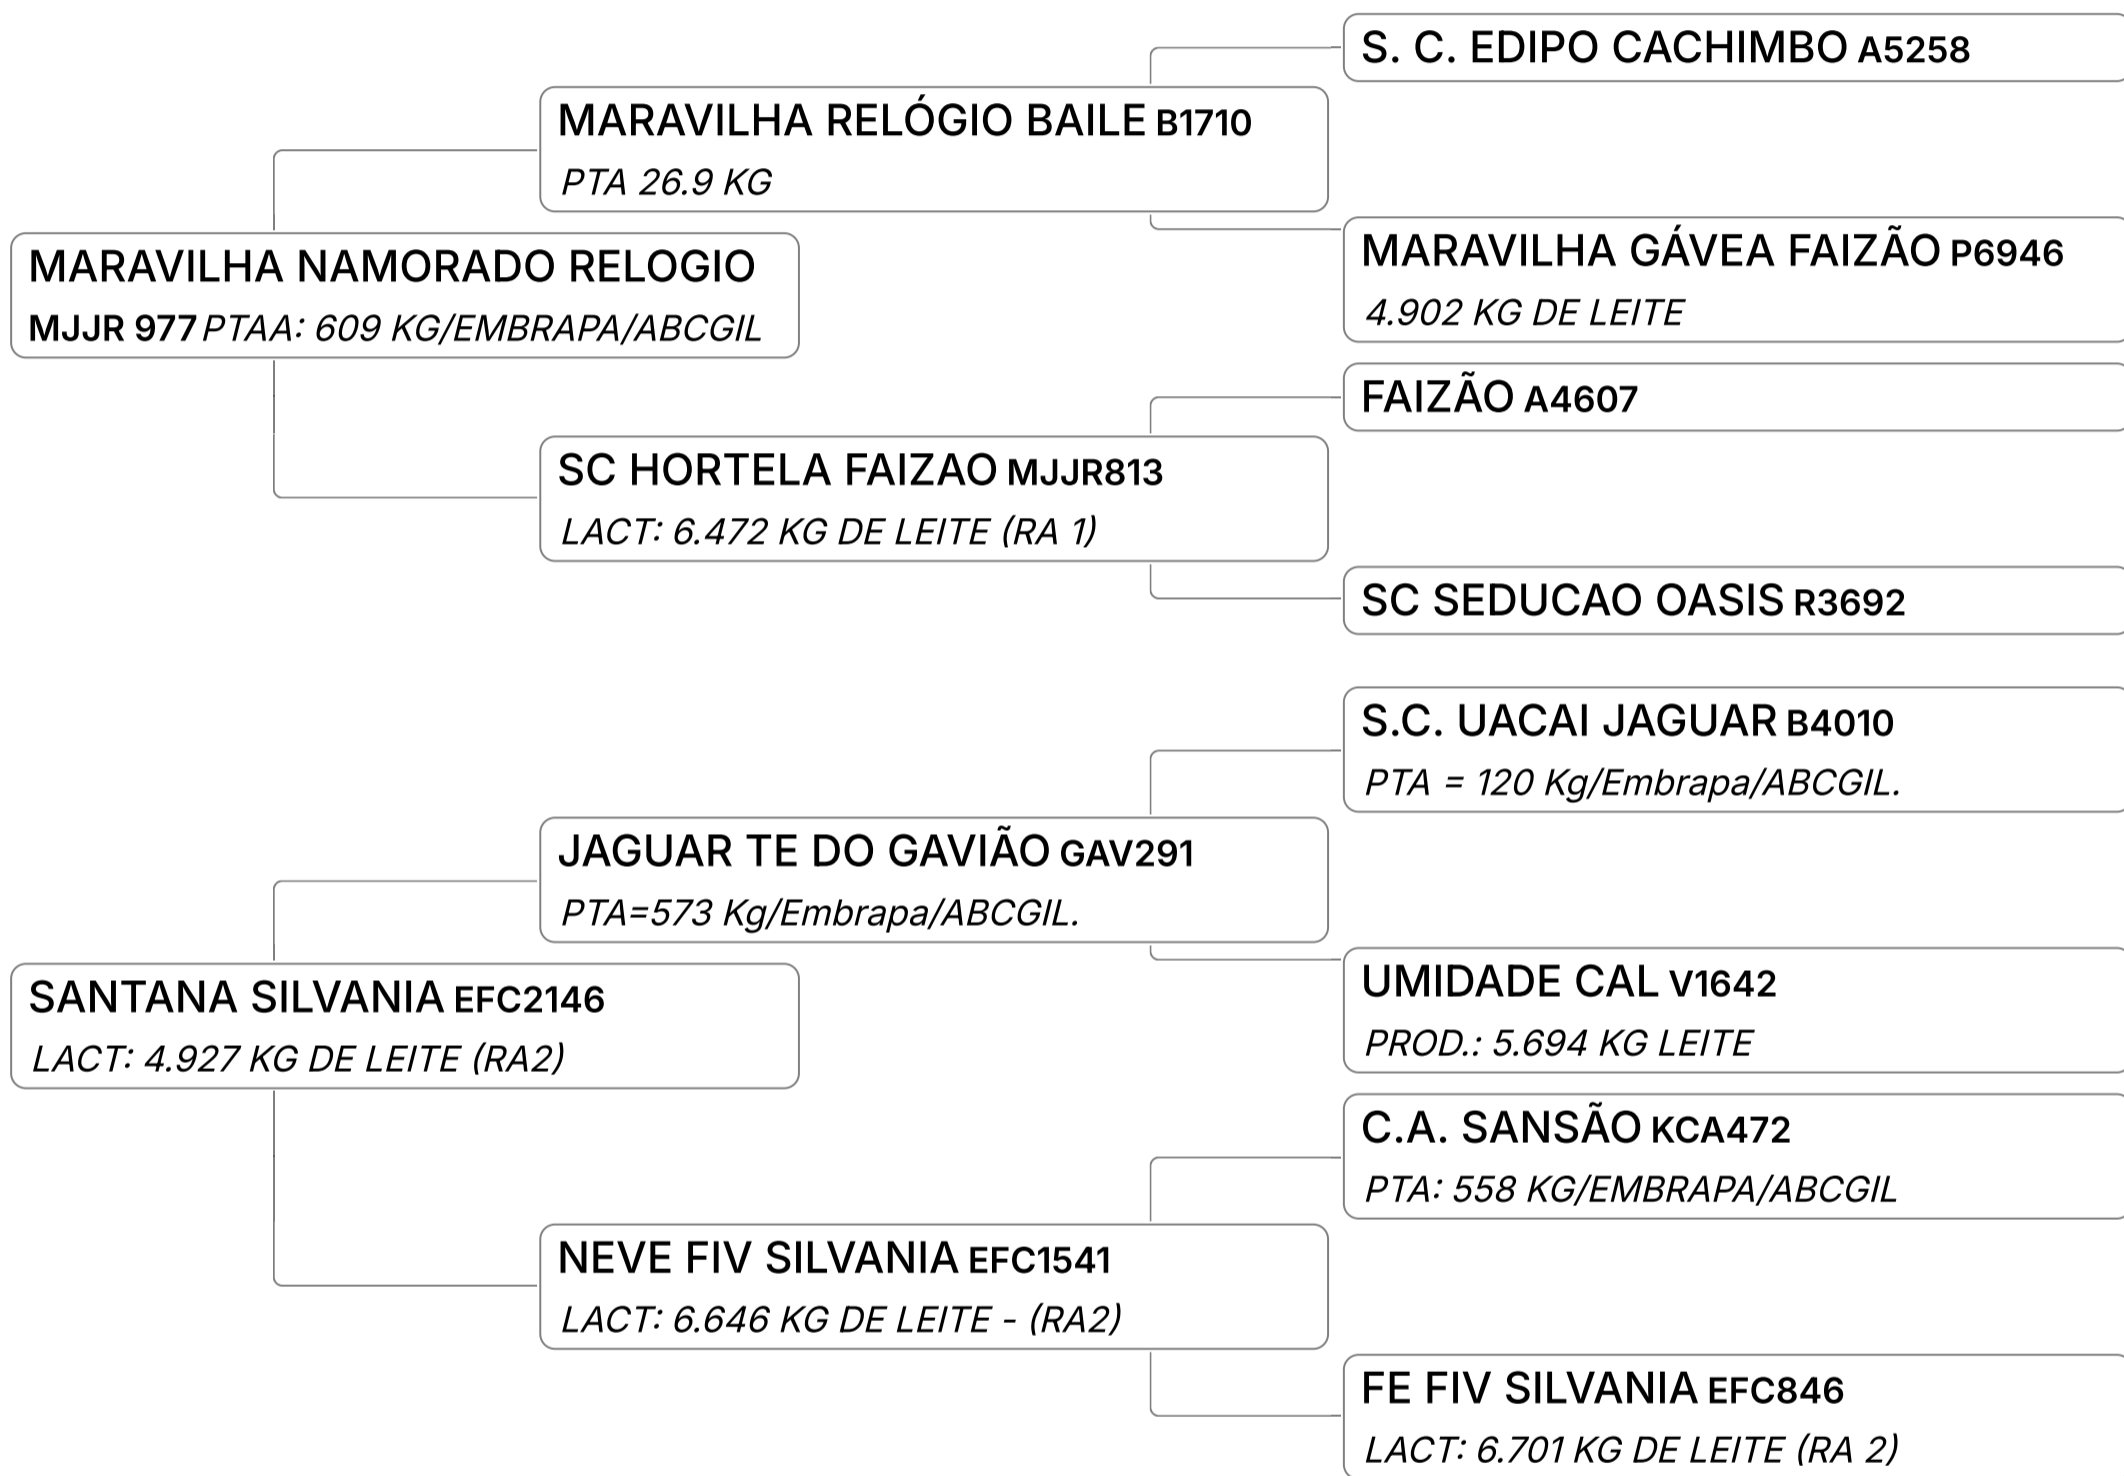 S. C. EDIPO CACHIMBO A5258
MARAVILHA RELÓGIO BAILE B1710
PTA 26.9 KG
MARAVILHA GÁVEA FAIZÃO P6946
4.902 KG DE LEITE
MARAVILHA NAMORADO RELOGIO
MJJR 977 PTAA: 609 KG/EMBRAPA/ABCGIL
FAIZÃO A4607
SC HORTELA FAIZAO MJJR813
LACT: 6.472 KG DE LEITE (RA 1)
SC SEDUCAO OASIS R3692
S.C. UACAI JAGUAR B4010
PTA = 120 Kg/Embrapa/ABCGIL.
JAGUAR TE DO GAVIÃO GAV291
PTA=573 Kg/Embrapa/ABCGIL.
UMIDADE CAL V1642
PROD.: 5.694 KG LEITE
SANTANA SILVANIA EFC2146
LACT: 4.927 KG DE LEITE (RA2)
C.A. SANSÃO KCA472
PTA: 558 KG/EMBRAPA/ABCGIL
NEVE FIV SILVANIA EFC1541
LACT: 6.646 KG DE LEITE - (RA2)
FE FIV SILVANIA EFC846
LACT: 6.701 KG DE LEITE (RA 2)